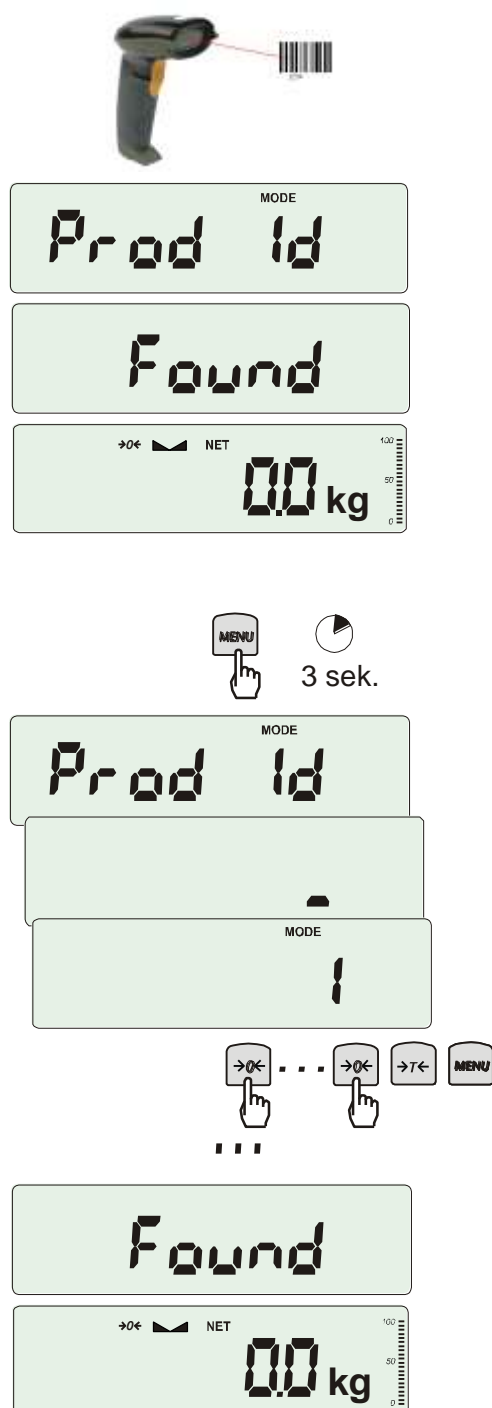 MODE
Prod Id
Found
→0← NET 100
0.0 kg 50
0
MENU
3 sek.
MODE
Prod Id
-
MODE
1
→0← . . . →0← →T← MENU
. . .
Found
→0← NET 100
0.0 kg 50
0